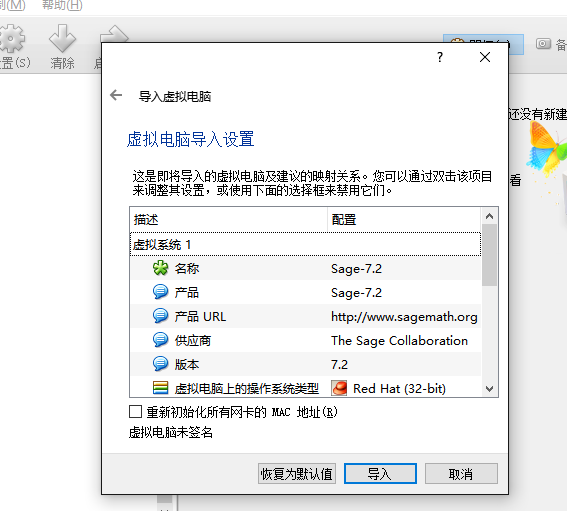 制(M) 帮助(H)
设置(S) 清除
备
还没有新建
看
?
导入虚拟电脑
虚拟电脑导入设置
这是即将导入的虚拟电脑及建议的映射关系。您可以通过双击该项目
来调整其设置，或使用下面的选择框来禁用它们。
描述 配置
虚拟系统 1
名称 Sage-7.2
产品 Sage-7.2
产品 URL http://www.sagemath.org
供应商 The Sage Collaboration
版本 7.2
虚拟电脑上的操作系统类型 Red Hat (32-bit)
重新初始化所有网卡的 MAC 地址(R)
虚拟电脑未签名
恢复为默认值 导入 取消